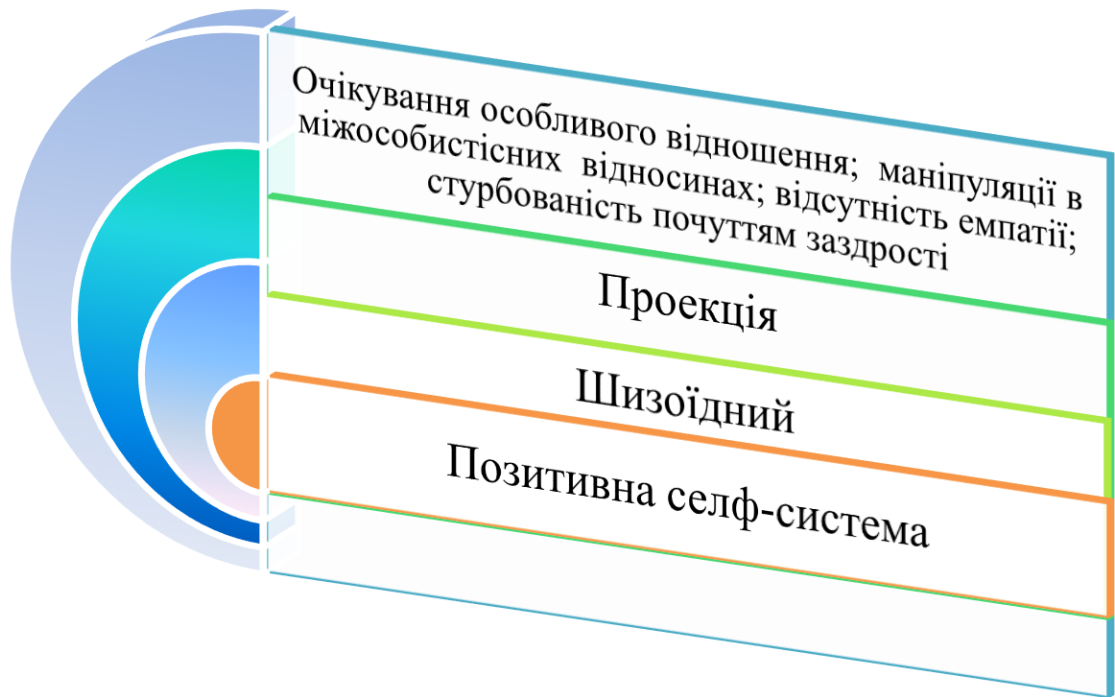 Очікування особливого відношення; маніпуляції в
міжособистісних відносинах; відсутність емпатії;
стурбованість почуттям заздрості
Проекція
Шизоїдний
Позитивна селф-система